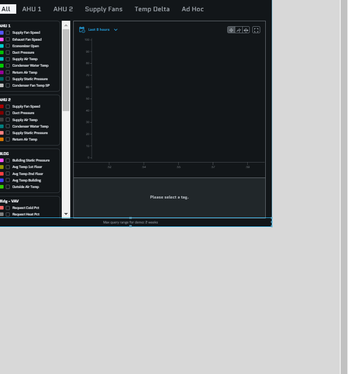 All AHU 1 AHU 2 Supply Fans Temp Delta Ad Hoc
AHU 1
Supply Fan Speed
Exhaust Fan Speed
Economizer Open
Duct Pressure
Supply Air Temp
Condenser Water Temp
Return Air Temp
Supply Static Pressure
Condenser Fan Temp SP
AHU 2
Supply Fan Speed
Duct Pressure
Supply Air Temp
Condenser Water Temp
Supply Static Pressure
Return Air Temp
BLDG
Building Static Pressure
Avg Temp 1st Floor
Avg Temp 2nd Floor
Avg Temp Building
Outside Air Temp
Bldg - VAV
Request Cold Pct
Request Heat Pct
Last 8 hours
Please select a tag.
Max query range for device: 8 weeks